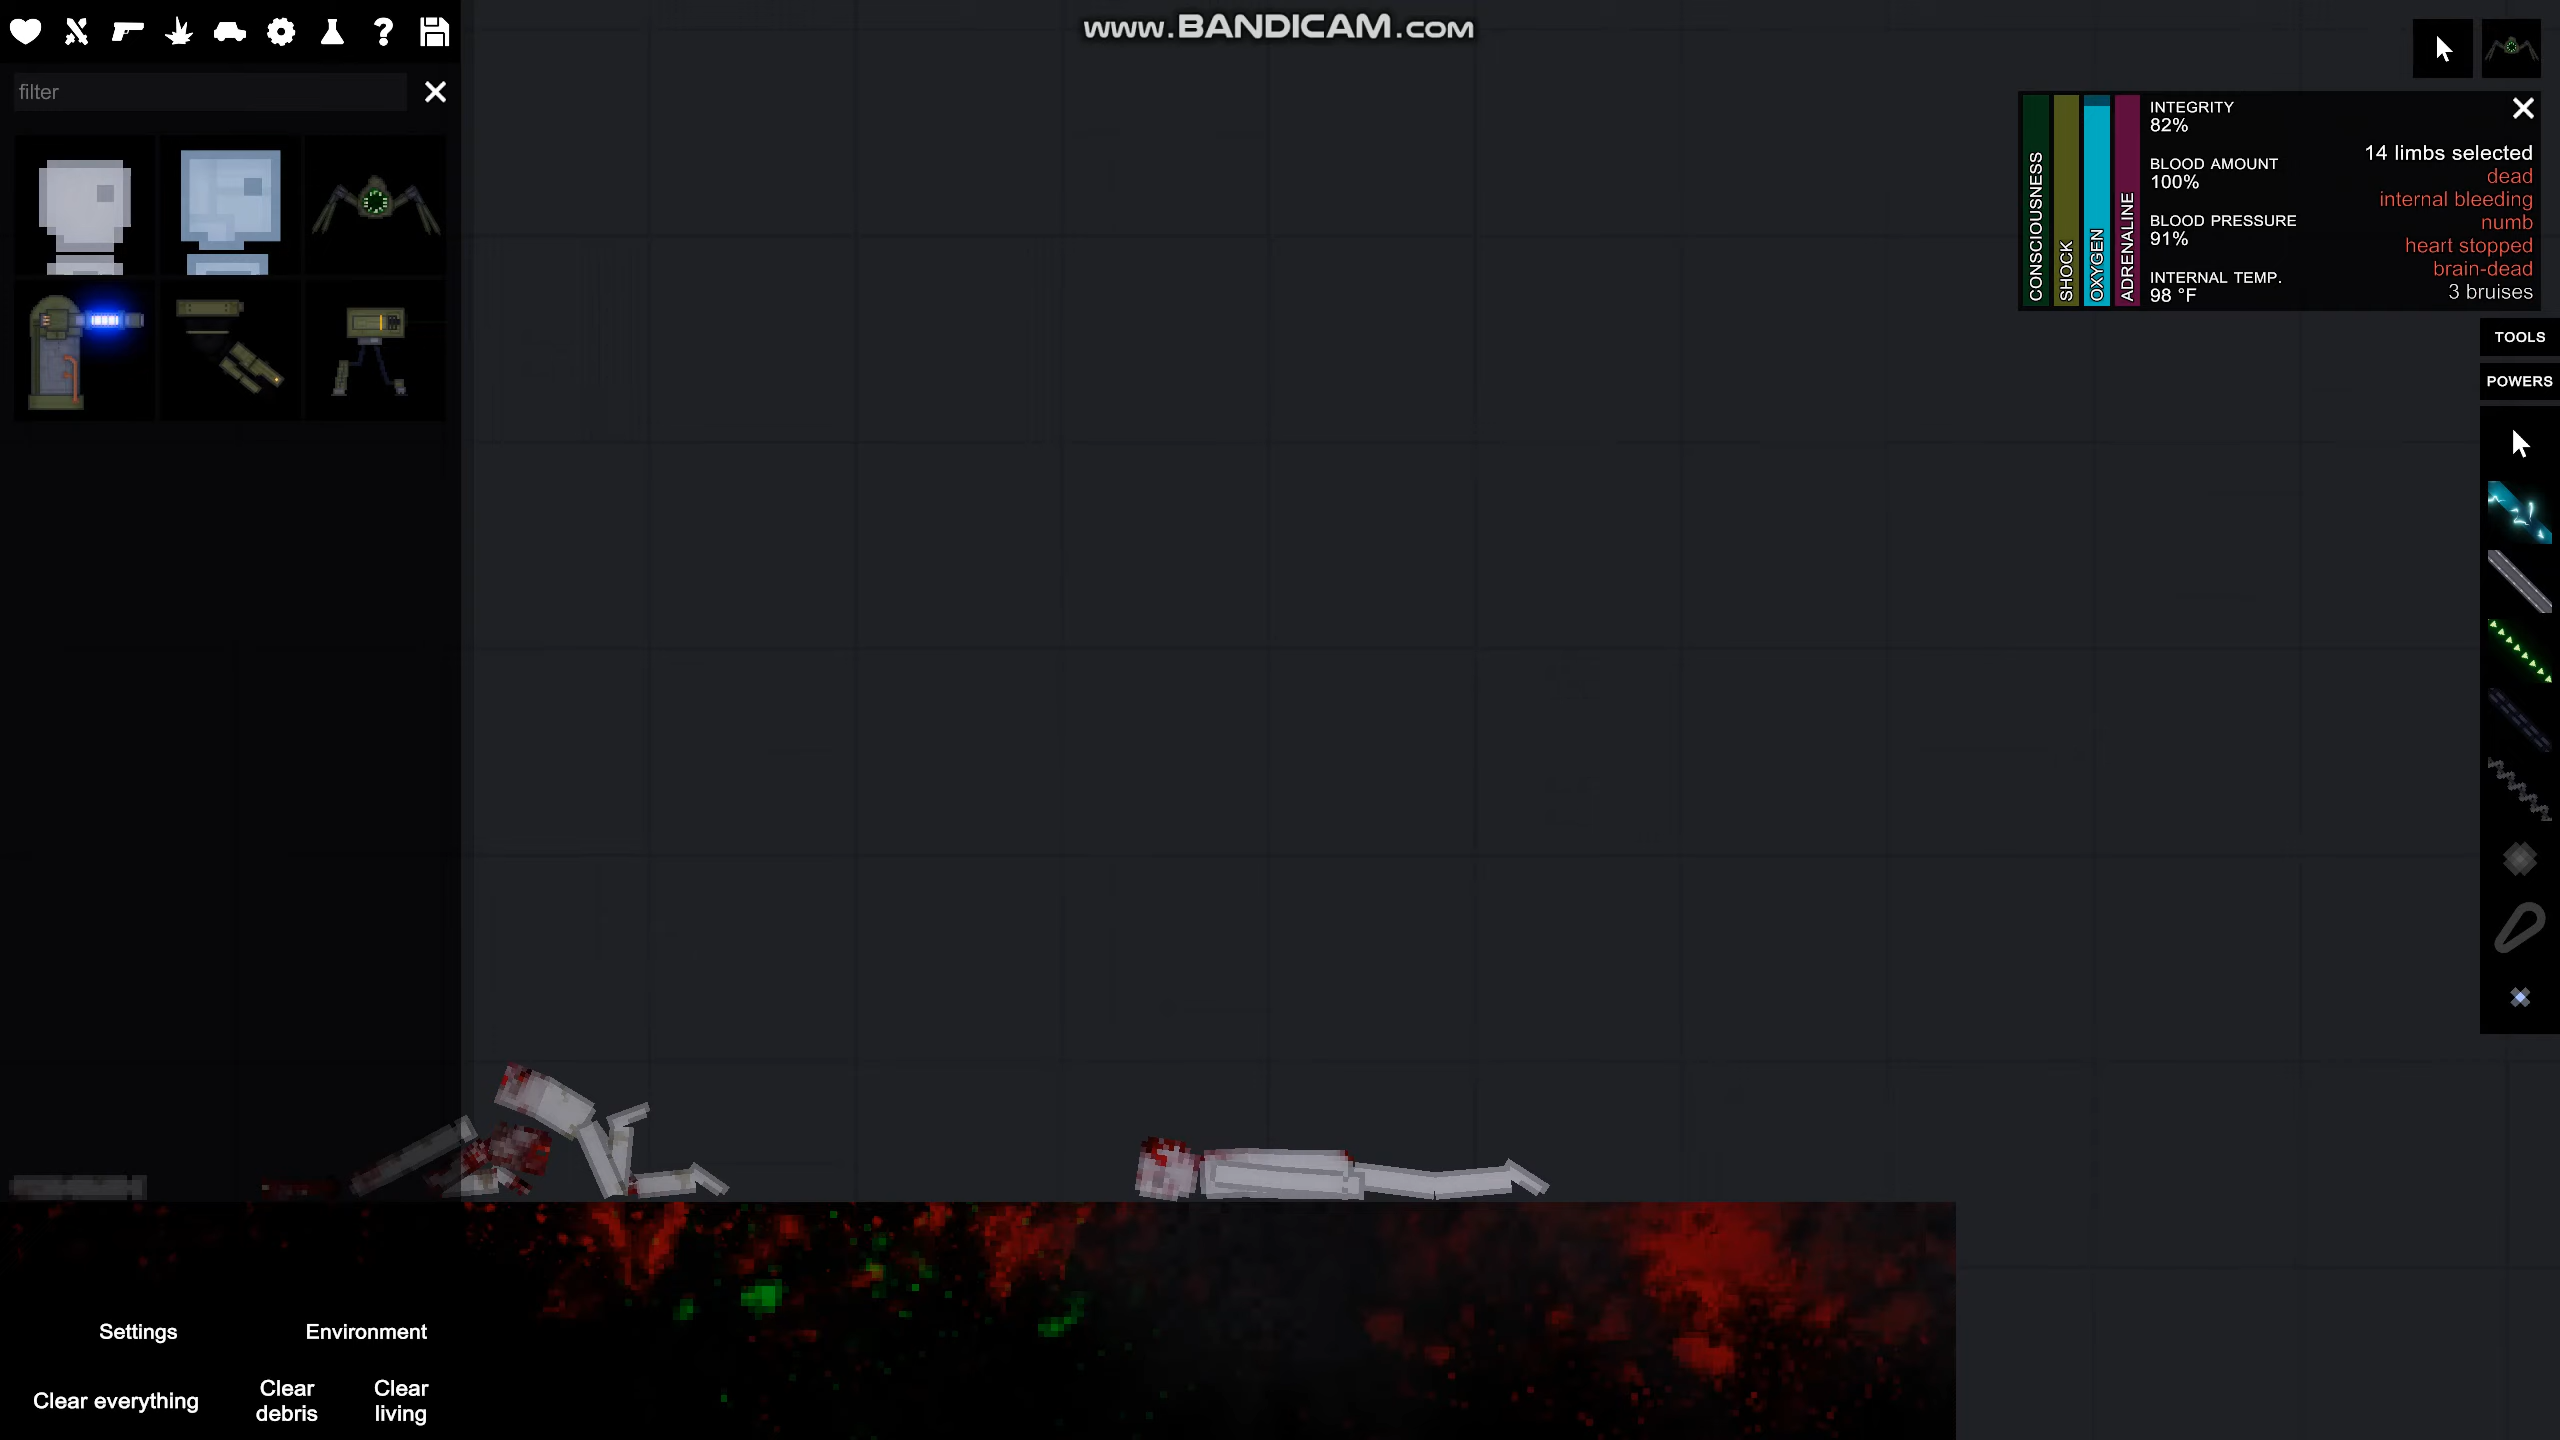 www.BANDICAM.com
filter
INTEGRITY
82%
BLOOD AMOUNT
100%
BLOOD PRESSURE
91%
INTERNAL TEMP.
98 °F
CONSCIOUSNESS
SHOCK
OXYGEN
ADRENALINE
14 limbs selected
dead
internal bleeding
numb
heart stopped
brain-dead
3 bruises
TOOLS
POWERS
Settings
Environment
Clear everything
Clear
debris
Clear
living